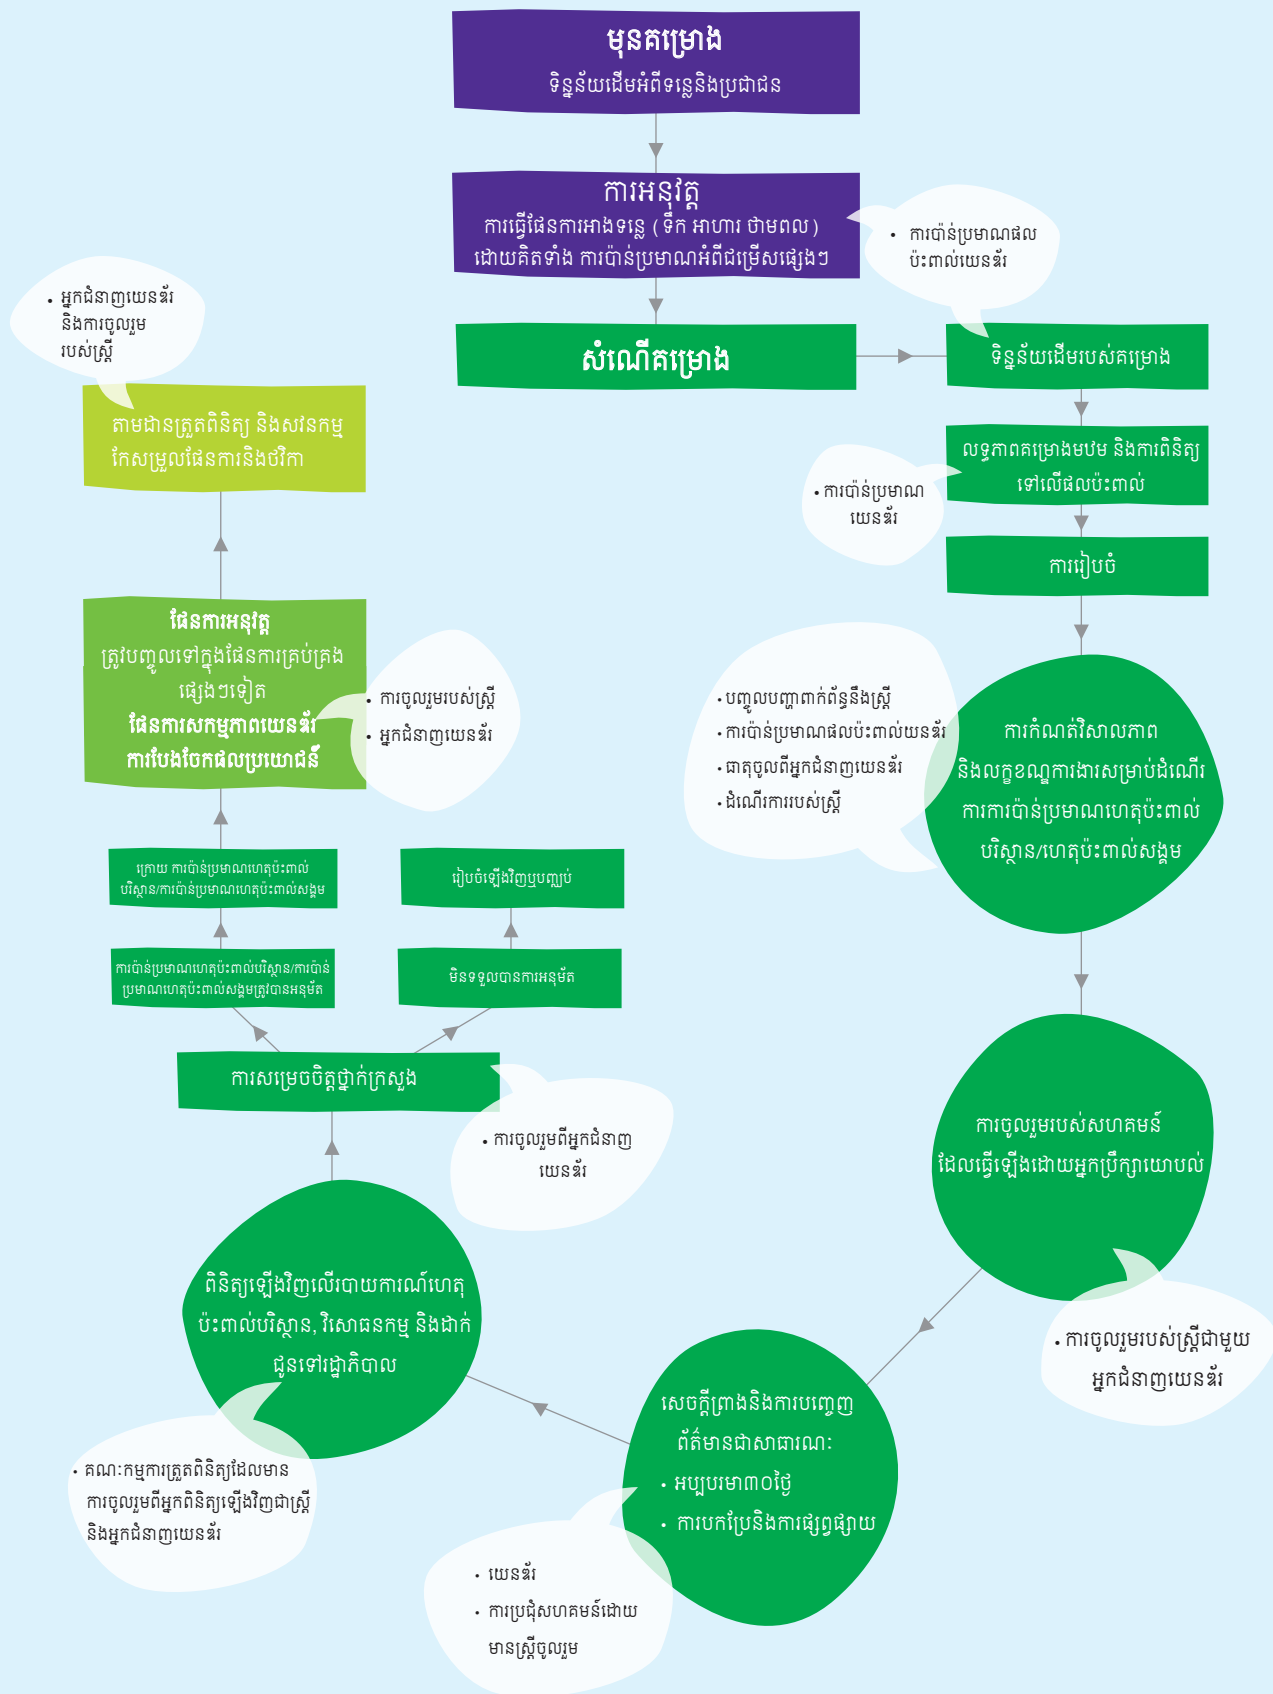 មុនគម្រោង
ទិន្នន័យដើមអំពីទន្លេនិងប្រជាជន
ការអនុវត្ត
ការធ្វើផែនការអាងទន្លេ (ទឹក អាហារ ថាមពល)
ដោយគិតទាំង ការប៉ាន់ប្រមាណអំពីជម្រើសផ្សេងៗ
• ការប៉ាន់ប្រមាណផល
ប៉ះពាល់យេនឌ័រ
សំណើគម្រោង
ទិន្នន័យដើមរបស់គម្រោង
លទ្ធភាពគម្រោងមឋម និងការពិនិត្យ
ទៅលើផលប៉ះពាល់
• ការប៉ាន់ប្រមាណ
យេនឌ័រ
ការរៀបចំ
• បញ្ចូលបញ្ហាពាក់ព័ន្ធនឹងស្ត្រី
• ការប៉ាន់ប្រមាណផលប៉ះពាល់យនឌ័រ
• ធាតុចូលពីអ្នកជំនាញយេនឌ័រ
• ដំណើរការរបស់ស្ត្រី
ការកំណត់វិសាលភាព
និងលក្ខខណ្ឌការងារសម្រាប់ដំណើរ
ការការប៉ាន់ប្រមាណហេតុប៉ះពាល់
បរិស្ថាន/ហេតុប៉ះពាល់សង្គម
ការចូលរួមរបស់សហគមន៍
ដែលធ្វើឡើងដោយអ្នកប្រឹក្សាយោបល់
• ការចូលរួមរបស់ស្ត្រីជាមួយ
អ្នកជំនាញយេនឌ័រ
សេចក្តីព្រាងនិងការបញ្ចេញ
ព័ត៌មានជាសាធារណៈ
• អប្បបរមា៣០ថ្ងៃ
• ការបកប្រែនិងការផ្សព្វផ្សាយ
• យេនឌ័រ
• ការប្រជុំសហគមន៍ដោយ
មានស្ត្រីចូលរួម
ពិនិត្យឡើងវិញលើរបាយការណ៍ហេតុ
ប៉ះពាល់បរិស្ថាន, វិសោធនកម្ម និងដាក់
ជូនទៅរដ្ឋាភិបាល
• គណៈកម្មការត្រួតពិនិត្យដែលមាន
ការចូលរួមពីអ្នកពិនិត្យឡើងវិញជាស្ត្រី
និងអ្នកជំនាញយេនឌ័រ
ការសម្រេចចិត្តថ្នាក់ក្រសួង
• ការចូលរួមពីអ្នកជំនាញ
យេនឌ័រ
ការប៉ាន់ប្រមាណហេតុប៉ះពាល់បរិស្ថាន/ការប៉ាន់
ប្រមាណហេតុប៉ះពាល់សង្គមត្រូវបានអនុម័ត
មិនទទួលបានការអនុម័ត
ក្រោយ ការប៉ាន់ប្រមាណហេតុប៉ះពាល់
បរិស្ថាន/ការប៉ាន់ប្រមាណហេតុប៉ះពាល់សង្គម
រៀបចំឡើងវិញឬបញ្ឈប់
ផែនការអនុវត្ត
ត្រូវបញ្ចូលទៅក្នុងផែនការគ្រប់គ្រង
ផ្សេងៗទៀត
ផែនការសកម្មភាពយេនឌ័រ
ការបែងចែកផលប្រយោជន៍
• ការចូលរួមរបស់ស្ត្រី
• អ្នកជំនាញយេនឌ័រ
តាមដានត្រួតពិនិត្យ និងសវនកម្ម
កែសម្រួលផែនការនិងថវិកា
• អ្នកជំនាញយេនឌ័រ
និងការចូលរួម
របស់ស្ត្រី